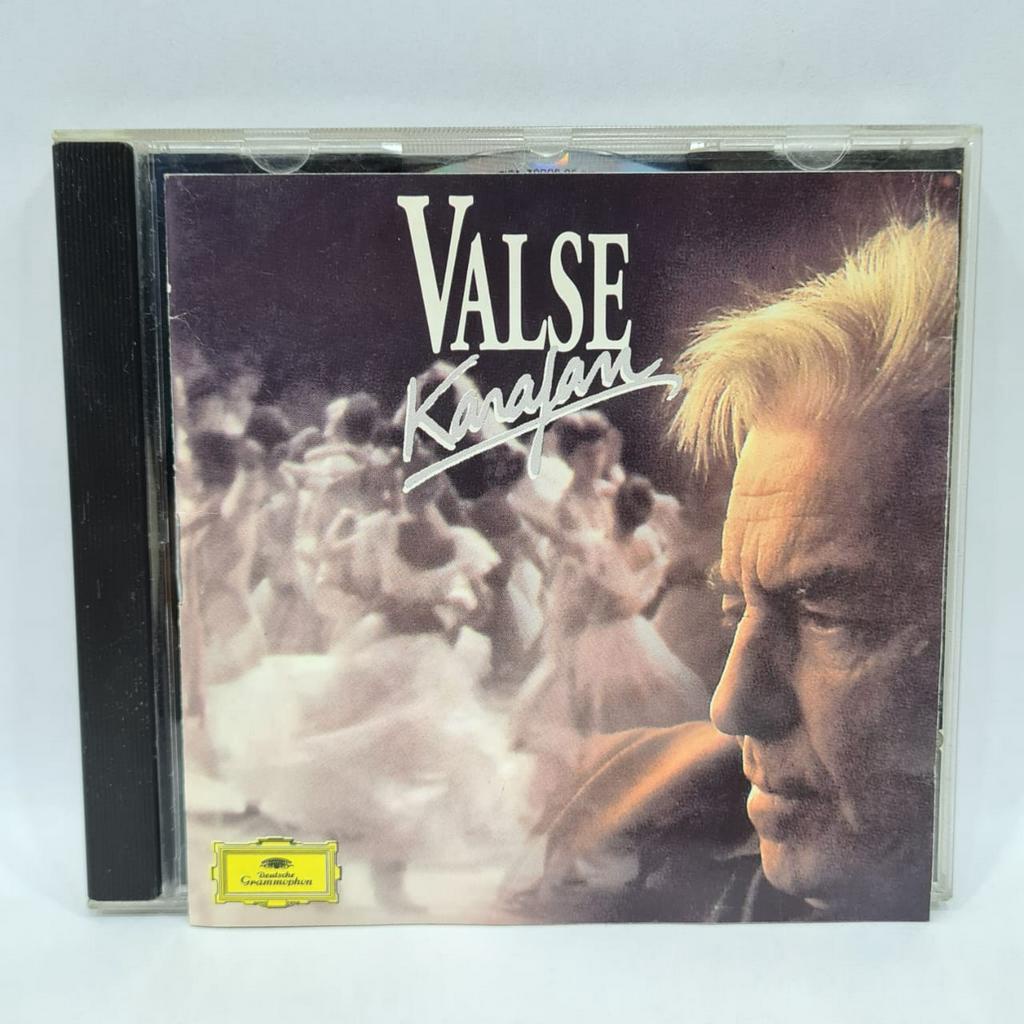 VALSE
Karajan
Deutsche
Grammophon